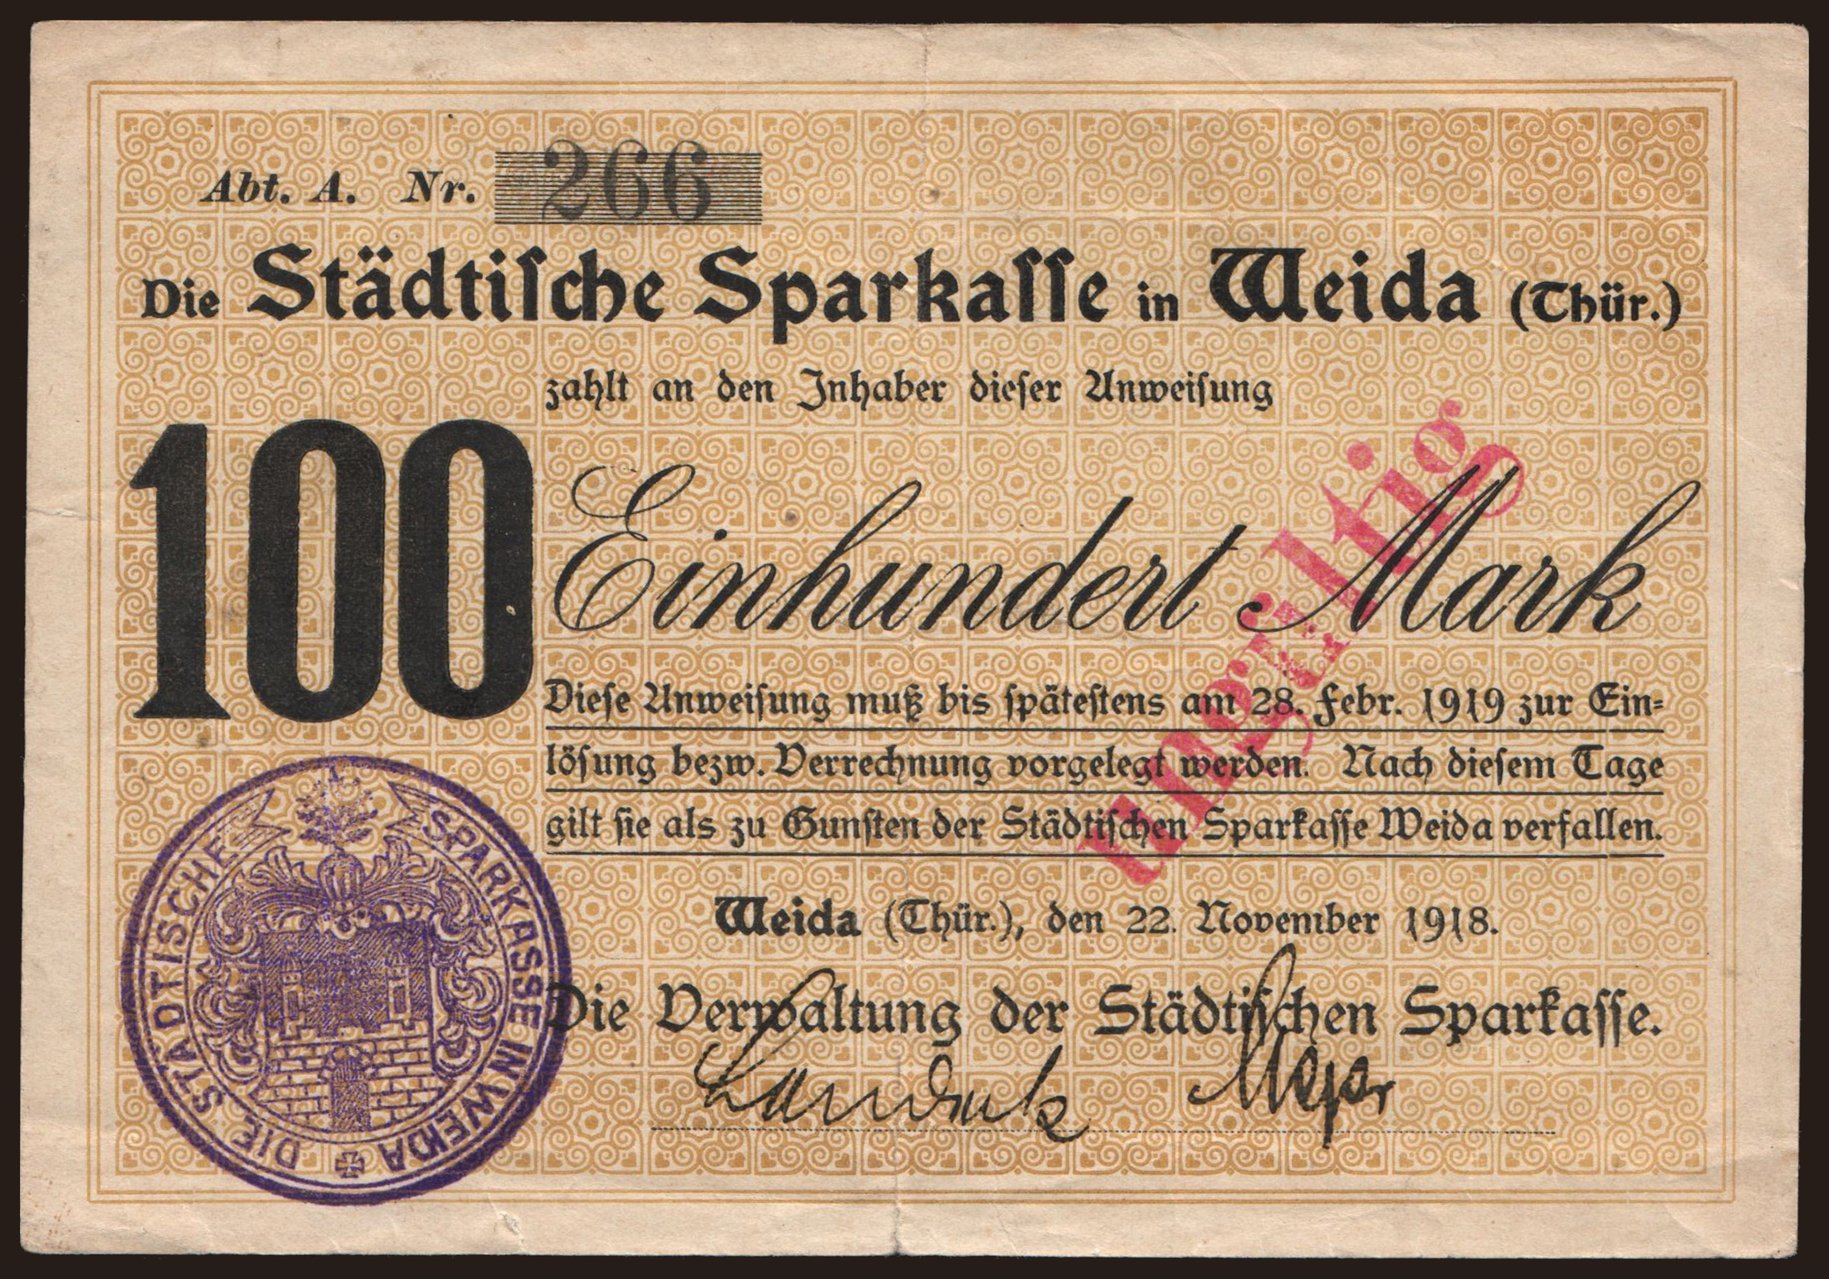 Abt. A. Nr. 266
Die Städtiſche Sparkaſſe in Weida (Thür.)
zahlt an den Inhaber dieſer Anweiſung
100
Einhundert Mark
ungültig
Dieſe Anweiſung muß bis ſpäteſtens am 28. Febr. 1919 zur Ein=
löſung bezw. Verrechnung vorgelegt werden. Nach dieſem Tage
gilt ſie als zu Gunſten der Städtiſchen Sparkaſſe Weida verfallen.
Weida (Thür.), den 22. November 1918.
Die Verwaltung der Städtiſchen Sparkaſſe.
DIE STÄDTISCHE SPARKASSE IN WEIDA